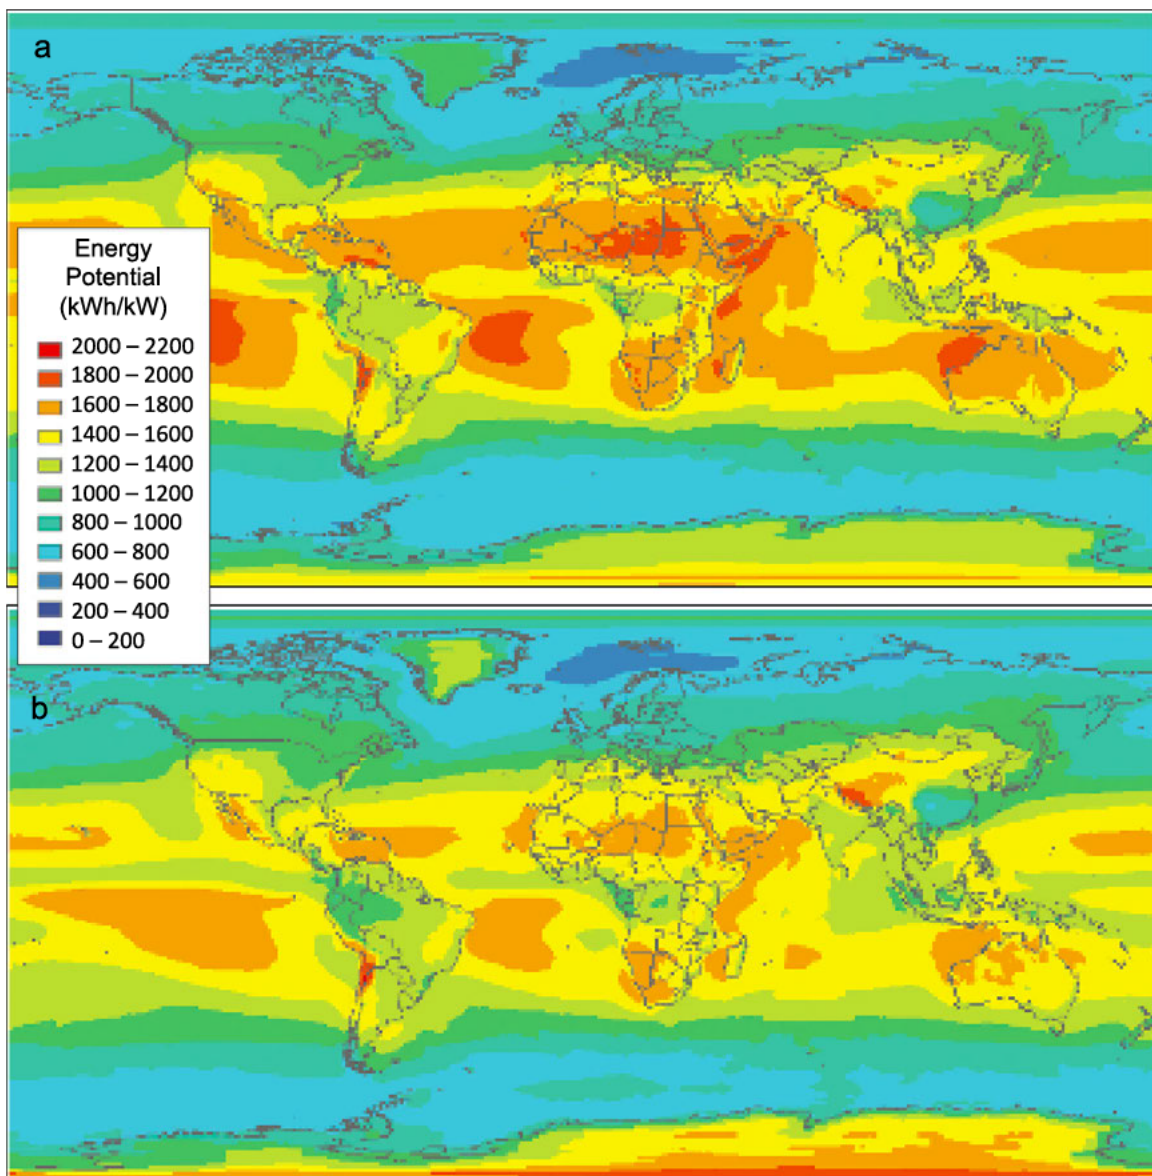 a
Energy
Potential
(kWh/kW)
2000 – 2200
1800 – 2000
1600 – 1800
1400 – 1600
1200 – 1400
1000 – 1200
800 – 1000
600 – 800
400 – 600
200 – 400
0 – 200
b